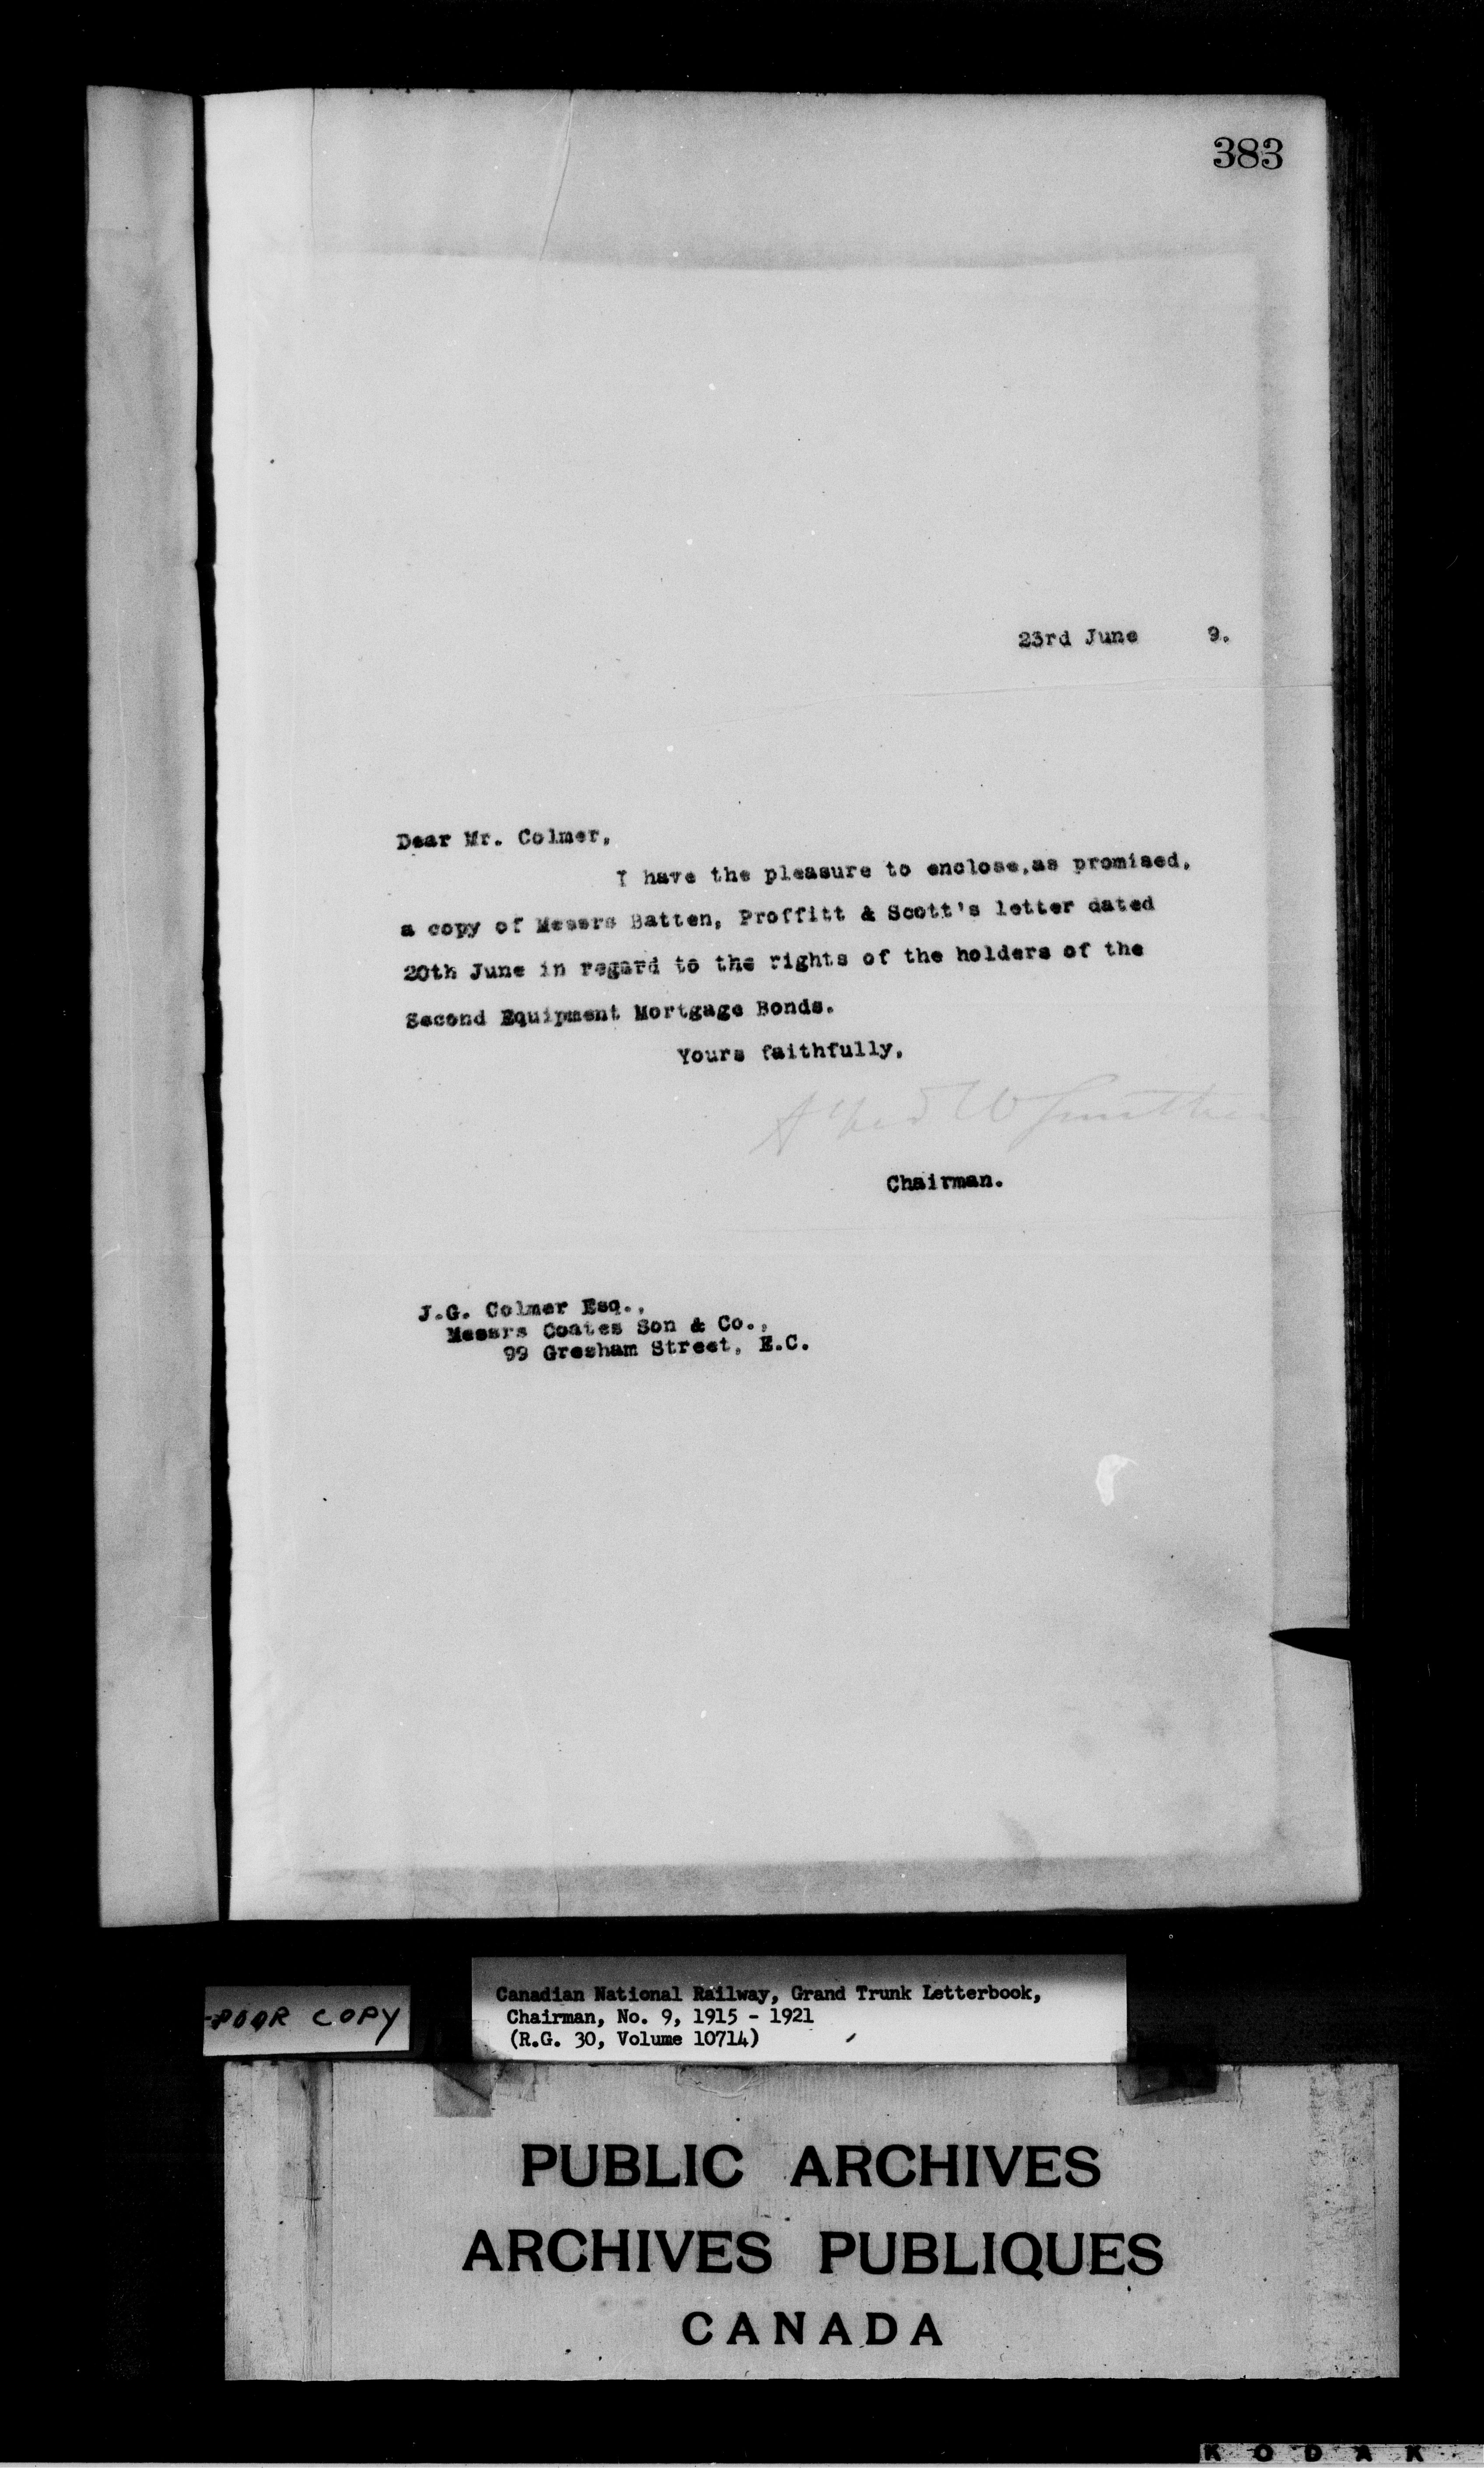 383
23rd June 9.
Dear Mr. Colmer,
I have the pleasure to enclose,as promised,
a copy of Messrs Batten, Proffitt & Scott's letter dated
20th June in regard to the rights of the holders of the
Second Equipment Mortgage Bonds.
Yours faithfully,
Alfred W Smithers
Chairman.
J.G. Colmer Esq.,
Messrs Coates Son & Co.,
99 Gresham Street, E.C.
POOR COPY
Canadian National Railway, Grand Trunk Letterbook,
Chairman, No. 9, 1915 - 1921
(R.G. 30, Volume 10714)
PUBLIC ARCHIVES
ARCHIVES PUBLIQUES
CANADA
KODAK